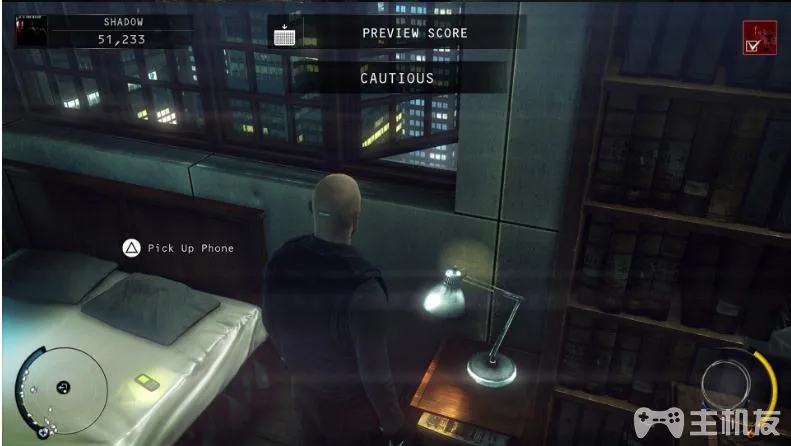 SHADOW
51,233
PREVIEW SCORE
CAUTIOUS
Pick Up Phone
主机友